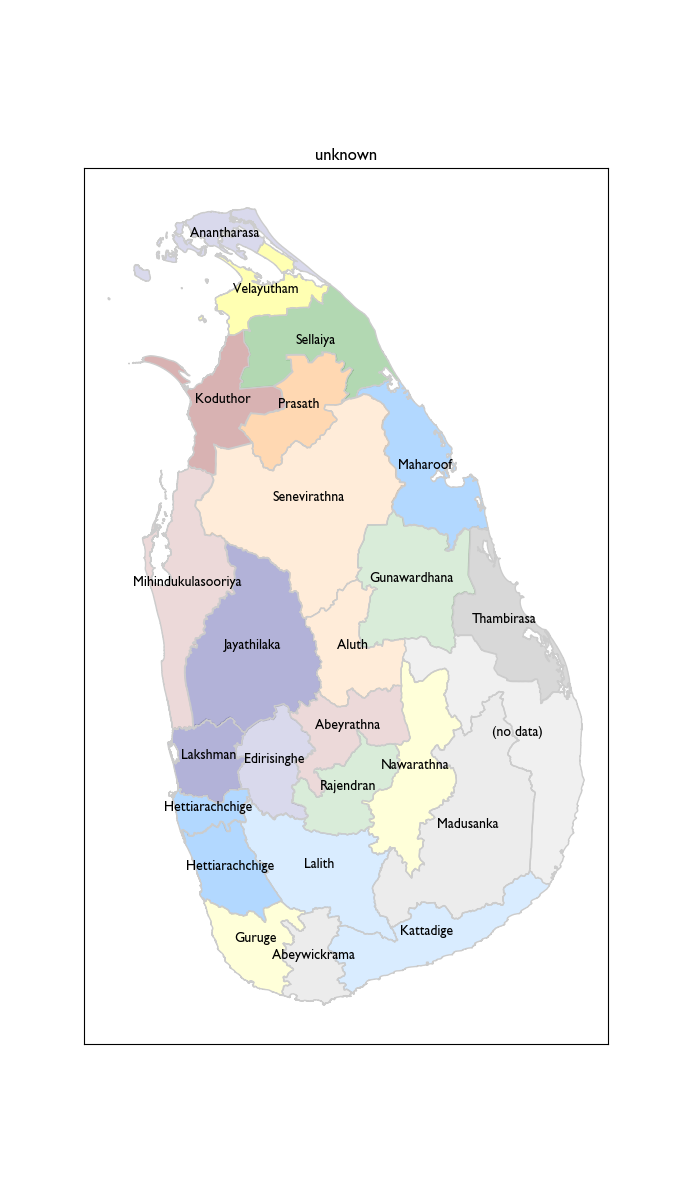 unknown
Anantharasa
Velayutham
Sellaiya
Koduthor
Prasath
Maharoof
Senevirathna
Gunawardhana
Mihindukulasooriya
Thambirasa
Jayathilaka
Aluth
Abeyrathna
(no data)
Lakshman
Edirisinghe
Nawarathna
Rajendran
Hettiarachchige
Madusanka
Hettiarachchige
Lalith
Kattadige
Guruge
Abeywickrama